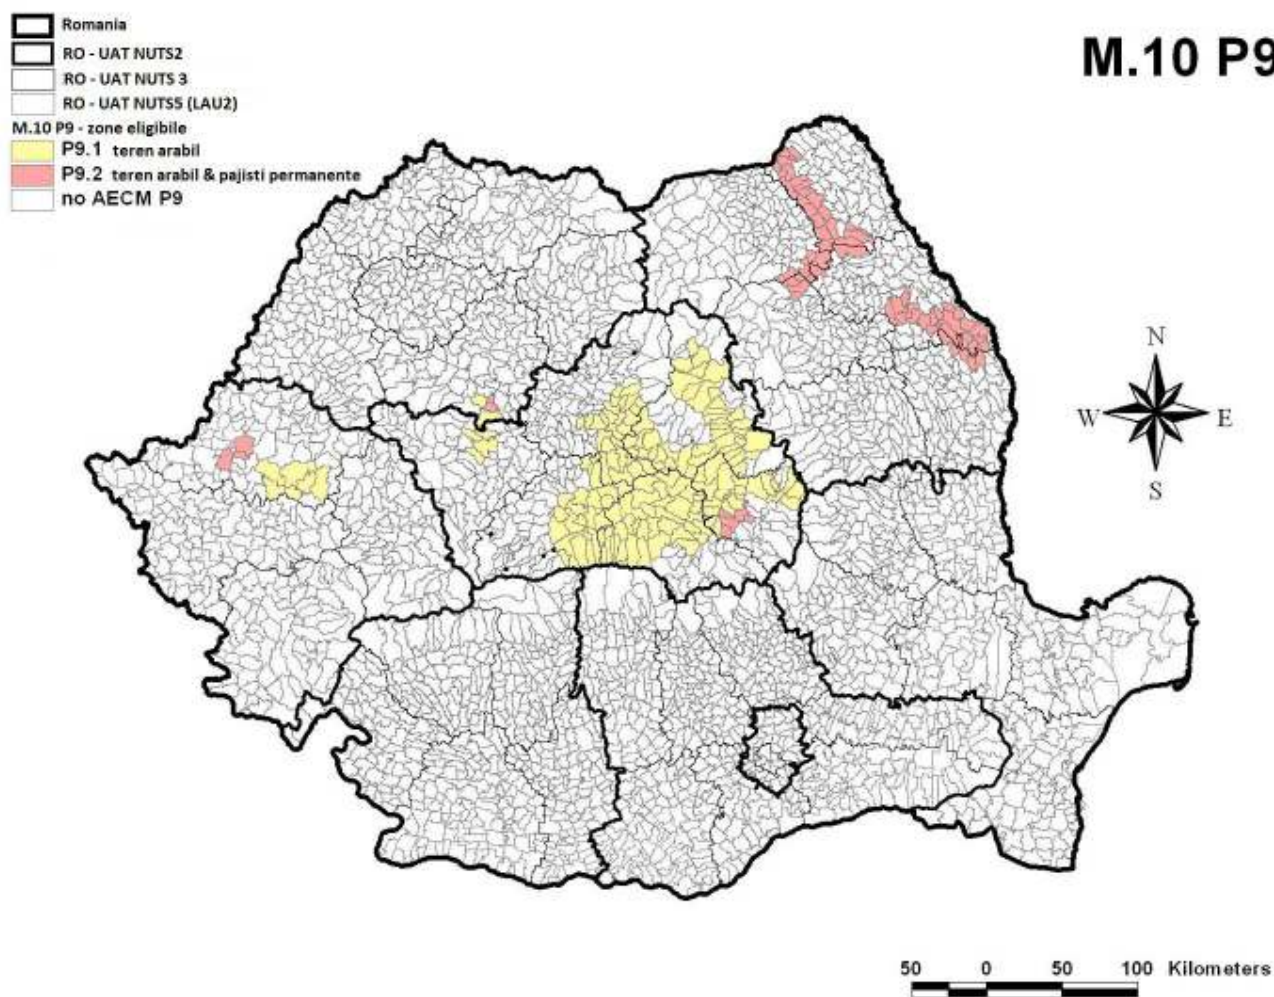 Romania
RO - UAT NUTS2
RO - UAT NUTS 3
RO - UAT NUTS5 (LAU2)
M.10 P9 - zone eligibile
P9.1 teren arabil
P9.2 teren arabil & pajisti permanente
no AECM P9
M.10 P9
N
W E
S
50 0 50 100 Kilometers